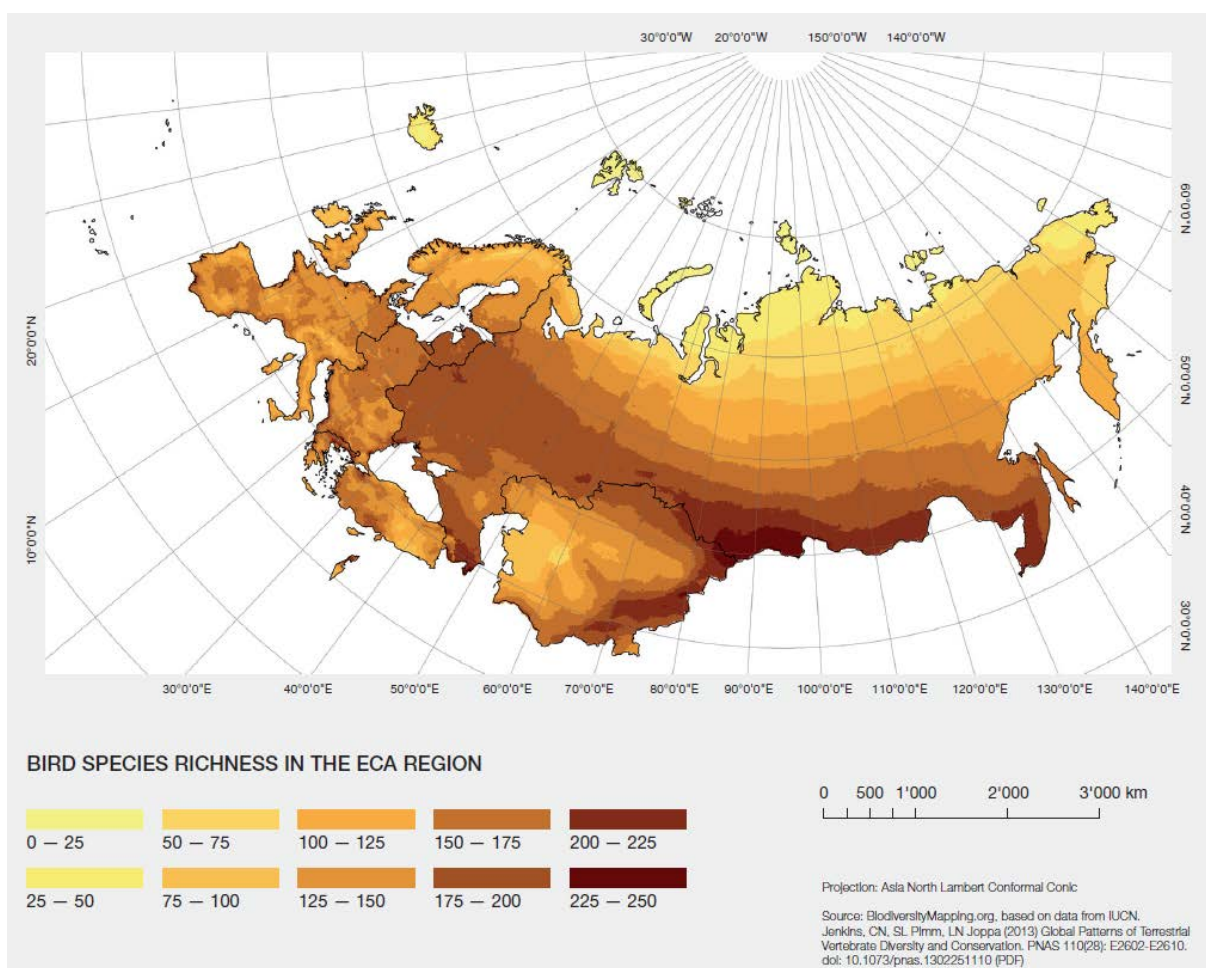 30°0'0"W 20°0'0"W 150°0'0"W 140°0'0"W
60°0'0"N
50°0'0"N
40°0'0"N
30°0'0"N
20°0'0"N
10°0'0"N
30°0'0"E 40°0'0"E 50°0'0"E 60°0'0"E 70°0'0"E 80°0'0"E 90°0'0"E 100°0'0"E 110°0'0"E 120°0'0"E 130°0'0"E 140°0'0"E
BIRD SPECIES RICHNESS IN THE ECA REGION
0 — 25 50 — 75 100 — 125 150 — 175 200 — 225
25 — 50 75 — 100 125 — 150 175 — 200 225 — 250
0 500 1'000 2'000 3'000 km
Projection: Asia North Lambert Conformal Conic
Source: BiodiversityMapping.org, based on data from IUCN.
Jenkins, CN, SL Pimm, LN Joppa (2013) Global Patterns of Terrestrial
Vertebrate Diversity and Conservation. PNAS 110(28): E2602-E2610.
doi: 10.1073/pnas.1302251110 (PDF)